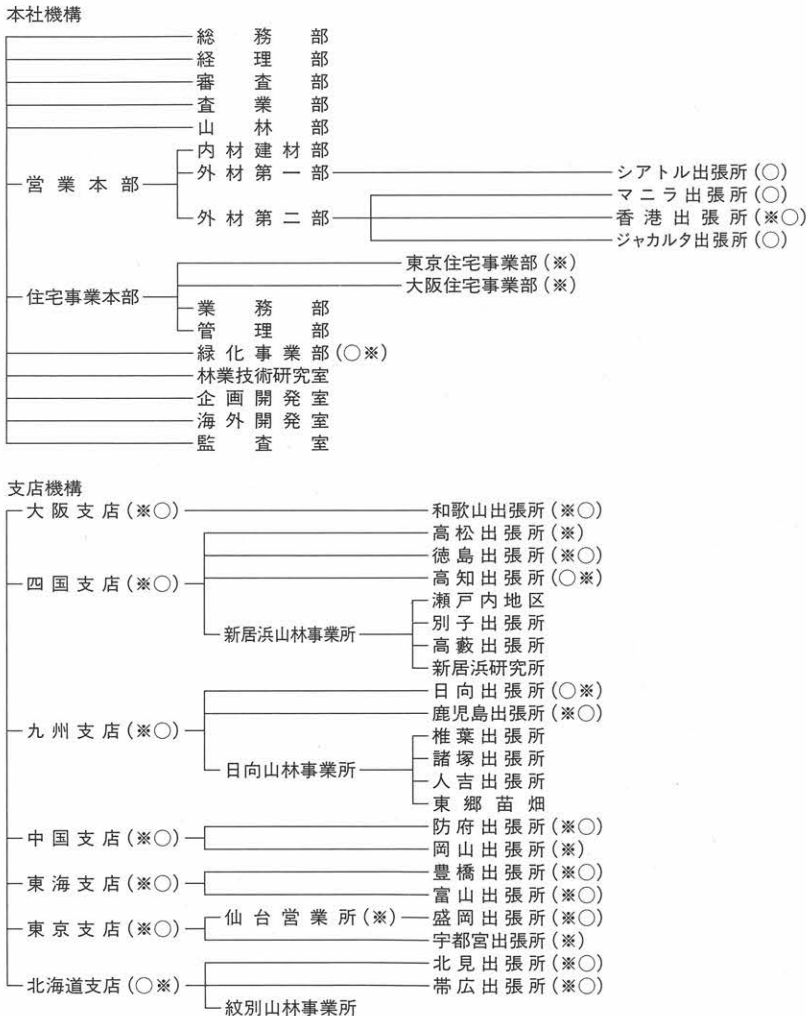 本社機構
総務部
経理部
審査部
査業部
山林部
営業本部
内材建材部
外材第一部 シアトル出張所(○)
外材第二部 マニラ出張所(○)
香港出張所(※○)
ジャカルタ出張所(○)
住宅事業本部
東京住宅事業部(※)
大阪住宅事業部(※)
業務部
管理部
緑化事業部(○※)
林業技術研究室
企画開発室
海外開発室
監査室
支店機構
大阪支店(※○) 和歌山出張所(※○)
四国支店(※○)
高松出張所(※)
徳島出張所(※○)
高知出張所(○※)
新居浜山林事業所
瀬戸内地区
別子出張所
高藪出張所
新居浜研究所
九州支店(※○)
日向出張所(○※)
鹿児島出張所(※○)
日向山林事業所
椎葉出張所
諸塚出張所
人吉出張所
東郷苗畑
中国支店(※○)
防府出張所(※○)
岡山出張所(※)
東海支店(※○)
豊橋出張所(※○)
富山出張所(※○)
東京支店(※○)
仙台営業所(※) 盛岡出張所(※○)
宇都宮出張所(※)
北海道支店(○※)
北見出張所(※○)
帯広出張所(※○)
紋別山林事業所